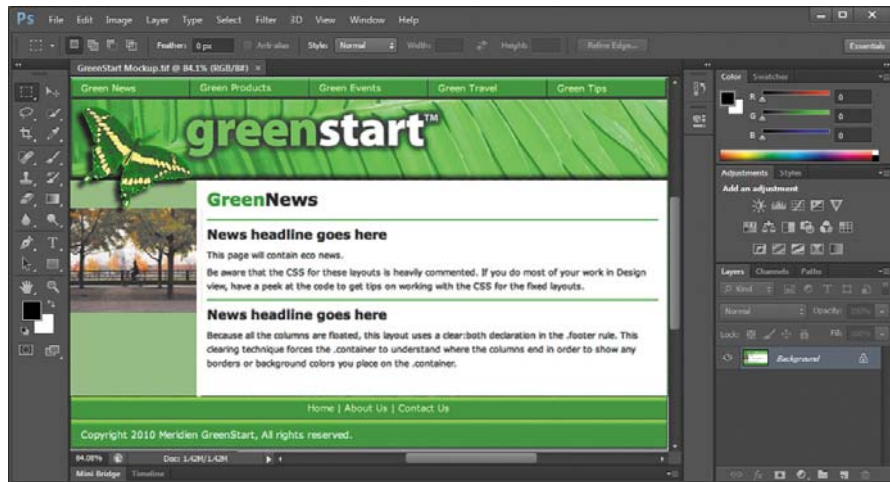 Ps File Edit Image Layer Type Select Filter 3D View Window Help
Feather: 0 px Anti-alias Style: Normal Width: Height: Refine Edge... Essentials
GreenStart Mockup.tif @ 84.1% (RGB/8#) ×
Green News Green Products Green Events Green Travel Green Tips
greenstart™
GreenNews
News headline goes here
This page will contain eco news.
Be aware that the CSS for these layouts is heavily commented. If you do most of your work in Design
view, have a peek at the code to get tips on working with the CSS for the fixed layouts.
News headline goes here
Because all the columns are floated, this layout uses a clear:both declaration in the .footer rule. This
clearing technique forces the .container to understand where the columns end in order to show any
borders or background colors you place on the .container.
Home | About Us | Contact Us
Copyright 2010 Meridien GreenStart, All rights reserved.
84.08% Doc: 1.42M/1.42M
Mini Bridge Timeline
Color Swatches
R 0
G 0
B 0
Adjustments Styles
Add an adjustment
Layers Channels Paths
Kind
Normal Opacity: 100%
Lock: Fill: 100%
Background
fx